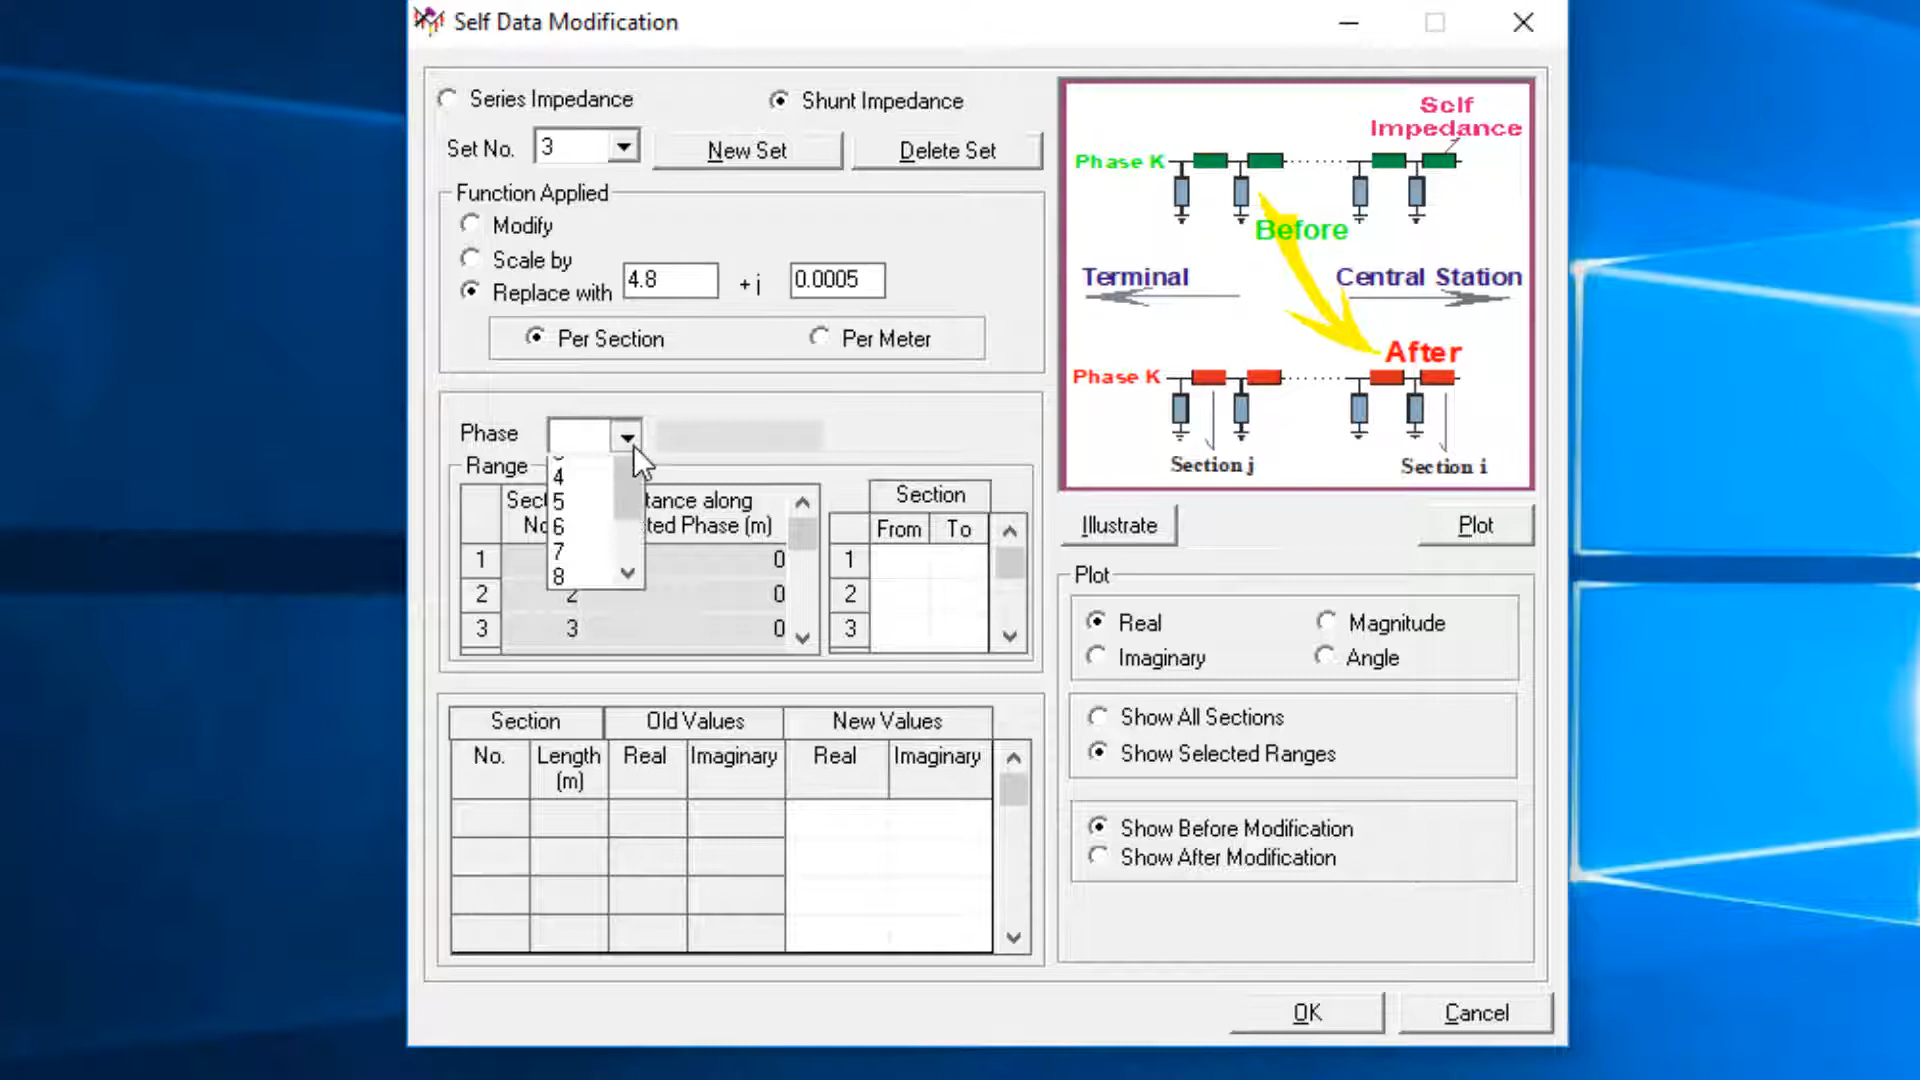 Self Data Modification
Series Impedance
Shunt Impedance
Set No.
3
New Set
Delete Set
Function Applied
Modify
Scale by
Replace with
4.8
+ j
0.0005
Per Section
Per Meter
Phase
4
5
6
7
8
Range
tance along
ted Phase (m)
1
0
2
2
0
3
3
0
Section
From To
1
2
3
Section Old Values New Values
No. Length (m) Real Imaginary Real Imaginary
Self
Impedance
Phase K
Before
Terminal
Central Station
After
Phase K
Section j
Section i
Illustrate
Plot
Plot
Real
Magnitude
Imaginary
Angle
Show All Sections
Show Selected Ranges
Show Before Modification
Show After Modification
OK
Cancel